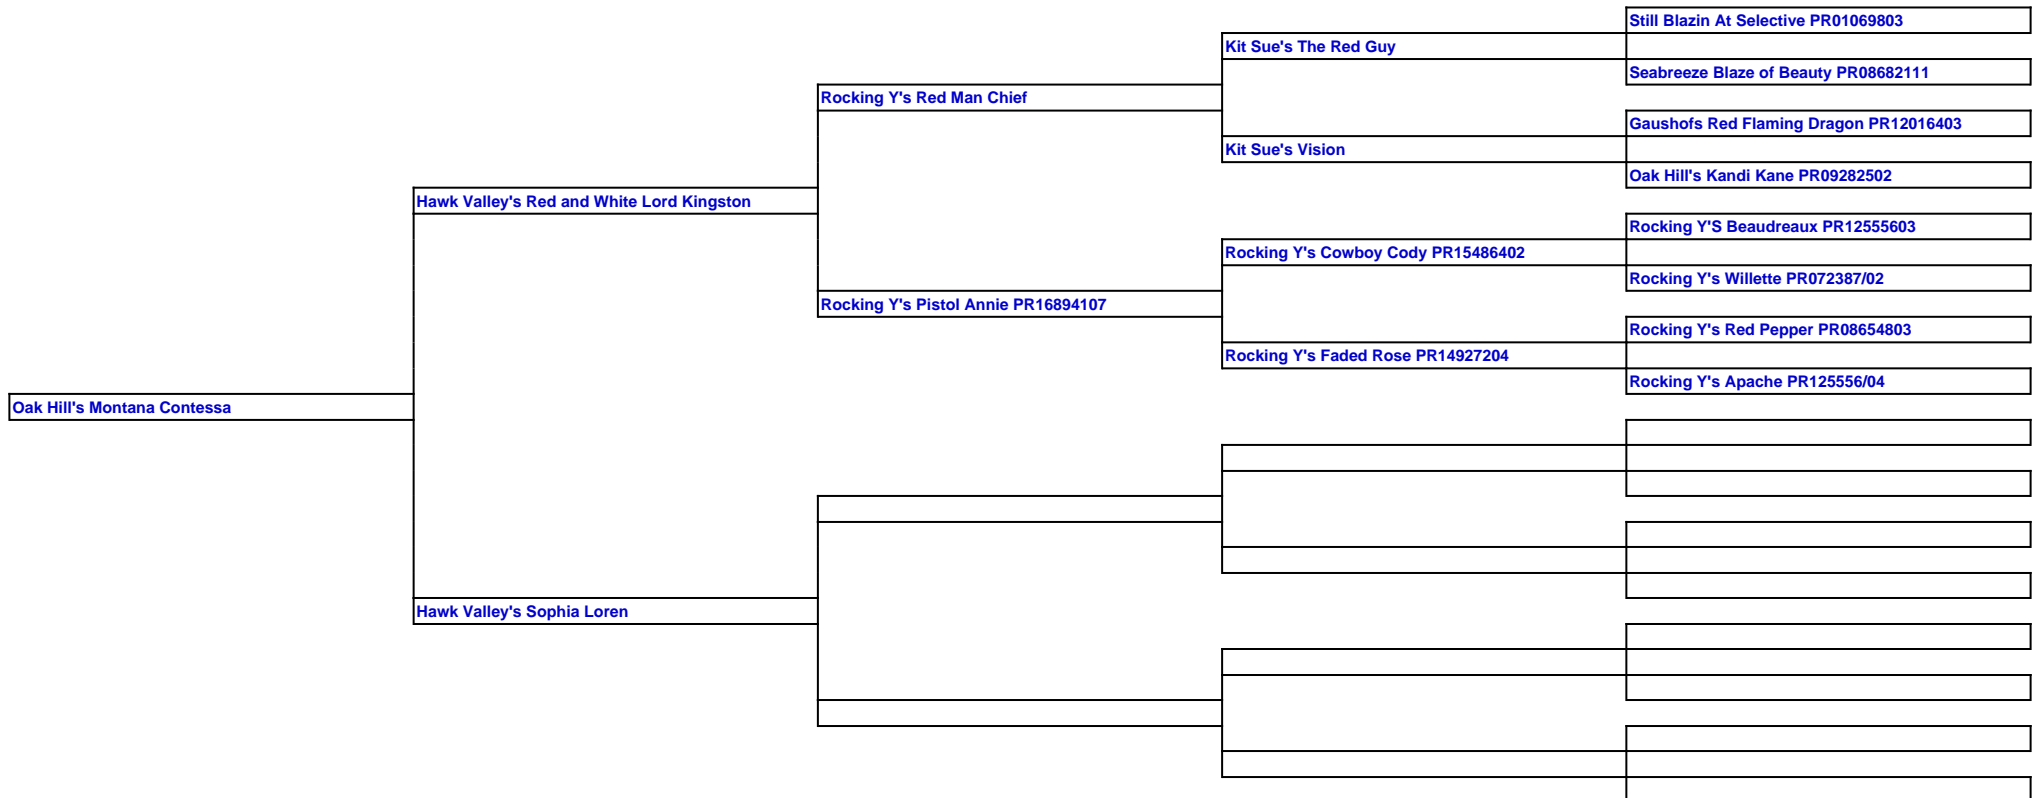 Still Blazin At Selective PR01069803
Kit Sue's The Red Guy
Seabreeze Blaze of Beauty PR08682111
Rocking Y's Red Man Chief
Gaushofs Red Flaming Dragon PR12016403
Kit Sue's Vision
Oak Hill's Kandi Kane PR09282502
Hawk Valley's Red and White Lord Kingston
Rocking Y'S Beaudreaux PR12555603
Rocking Y's Cowboy Cody PR15486402
Rocking Y's Willette PR072387/02
Rocking Y's Pistol Annie PR16894107
Rocking Y's Red Pepper PR08654803
Rocking Y's Faded Rose PR14927204
Rocking Y's Apache PR125556/04
Oak Hill's Montana Contessa
Hawk Valley's Sophia Loren